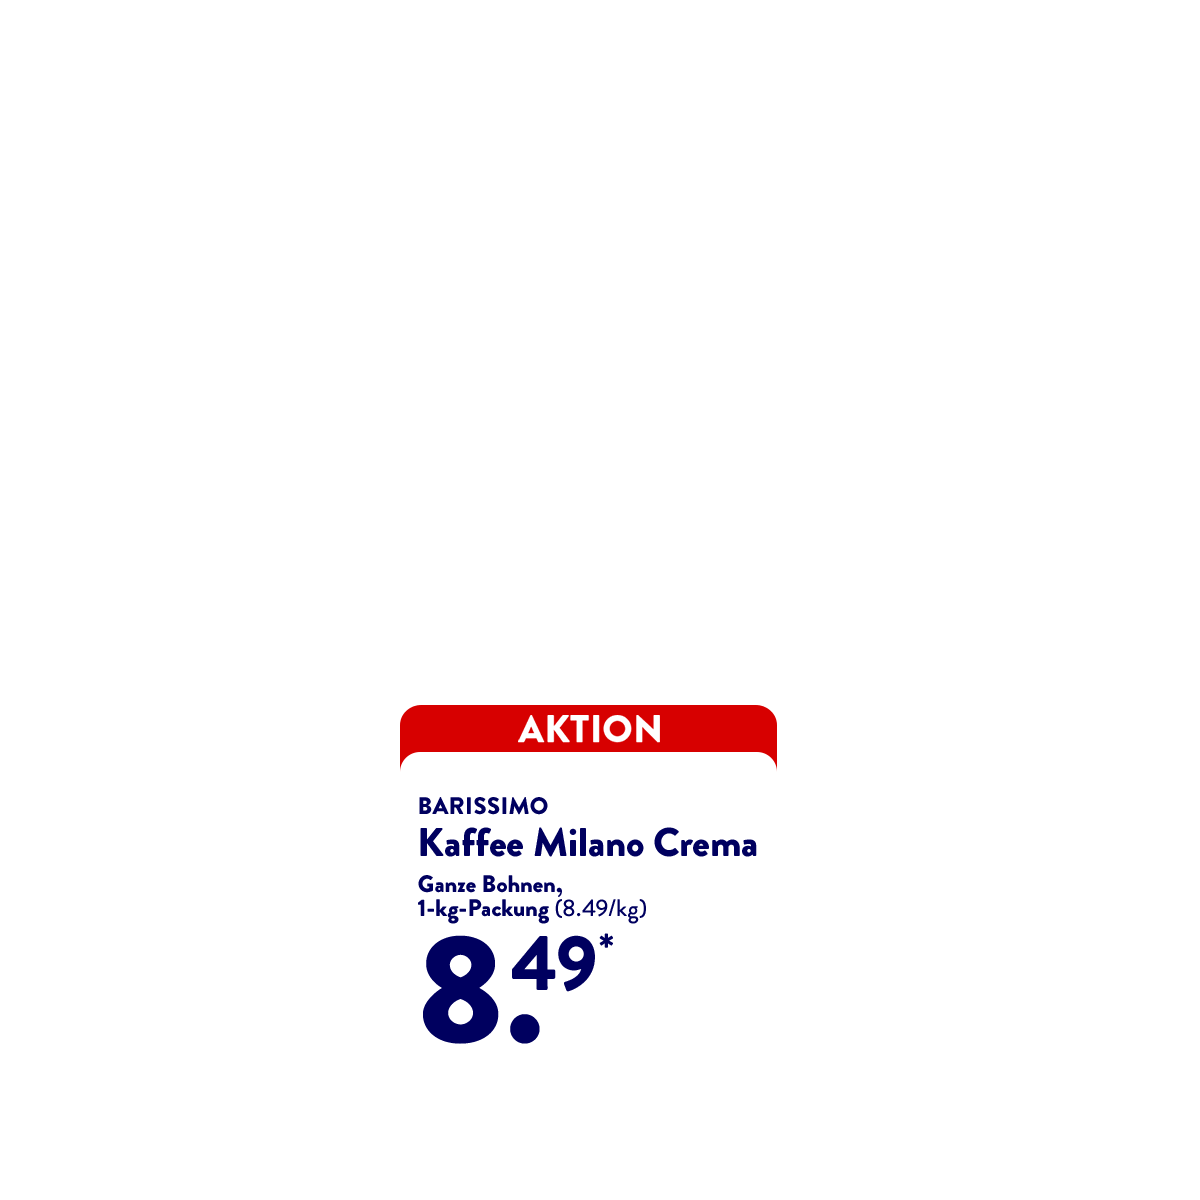 AKTION
BARISSIMO
Kaffee Milano Crema
Ganze Bohnen,
1-kg-Packung (8.49/kg)
8.49*